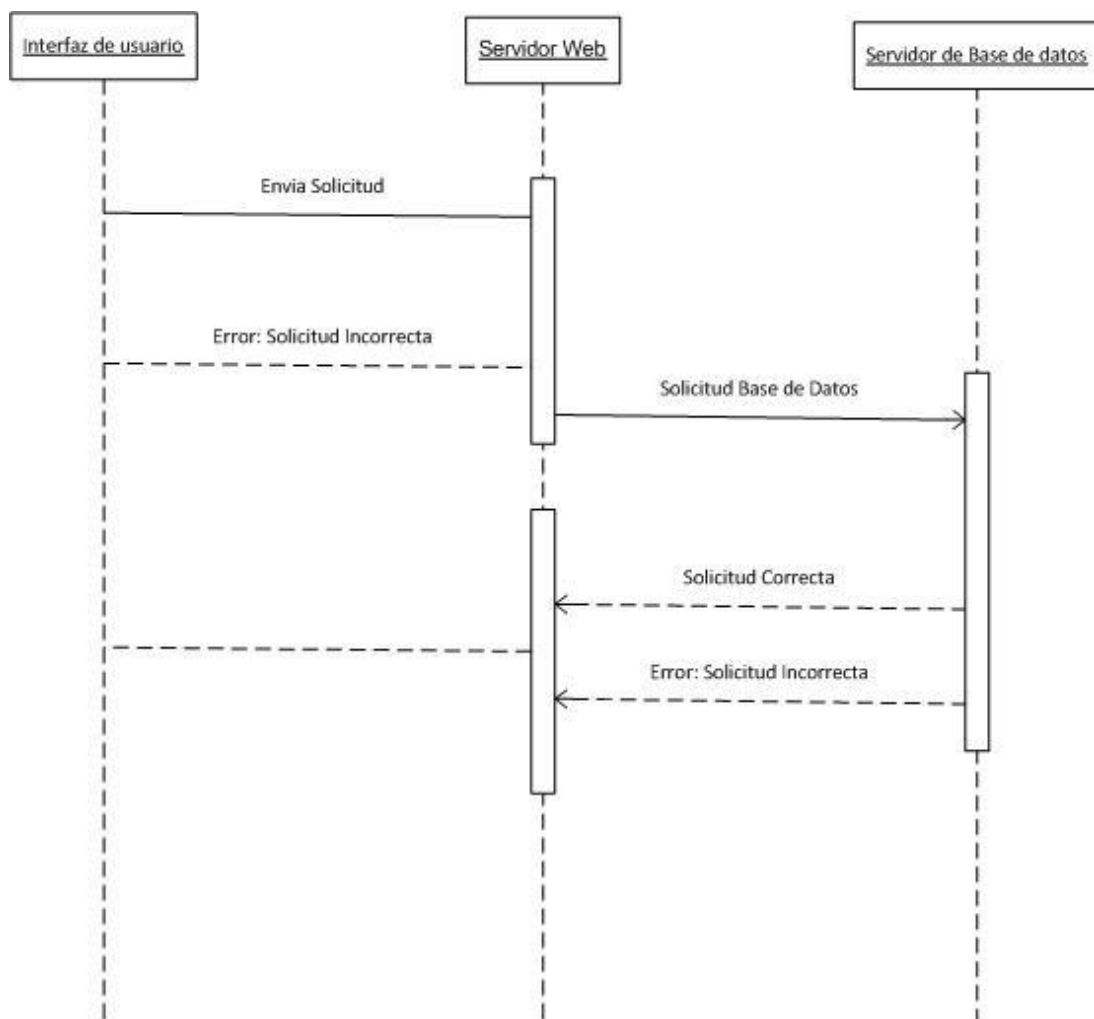 Interfaz de usuario
Servidor Web
Servidor de Base de datos
Envia Solicitud
Error: Solicitud Incorrecta
Solicitud Base de Datos
Solicitud Correcta
Error: Solicitud Incorrecta